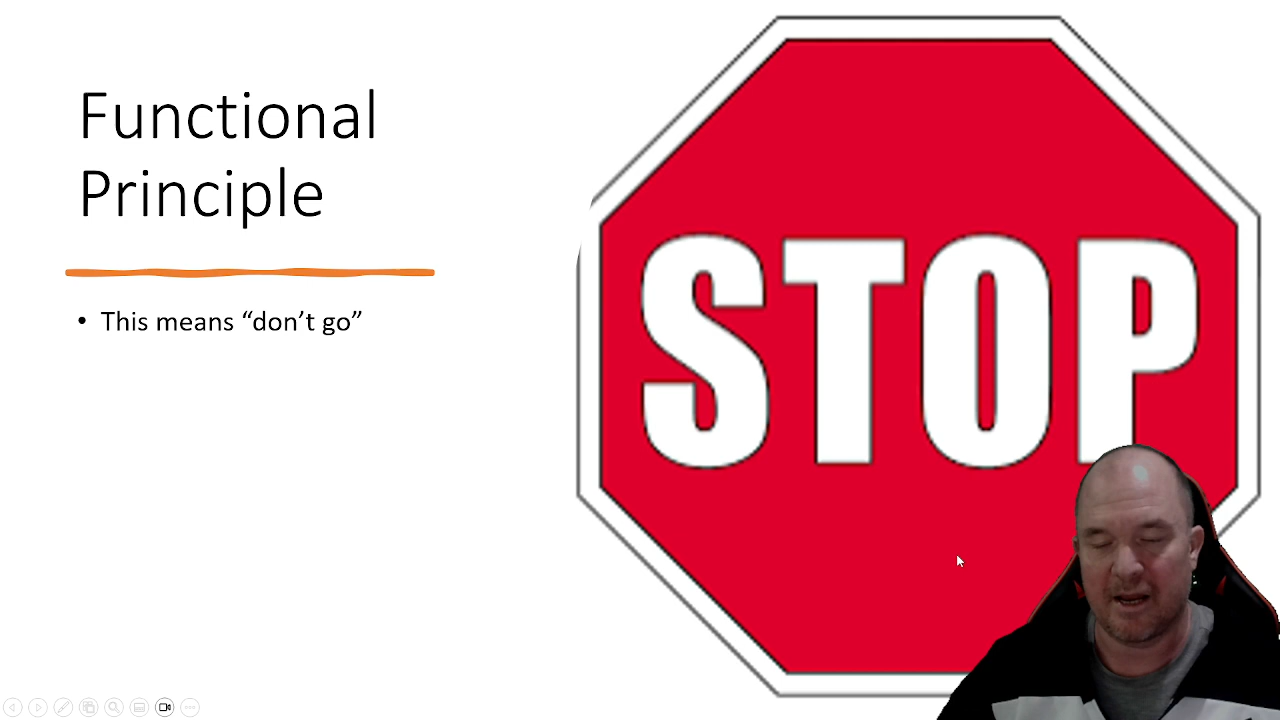 Functional
Principle
• This means “don’t go”
STOP